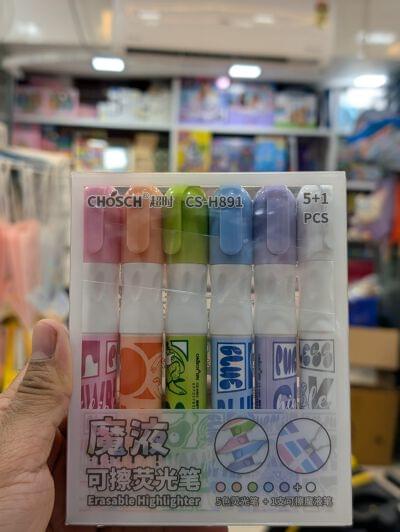 CHOSCH® 超时 CS-H891 5+1
PCS
BLUE
魔液
可擦荧光笔
Erasable Highlighter
5色荧光笔 + 1支可擦魔液笔